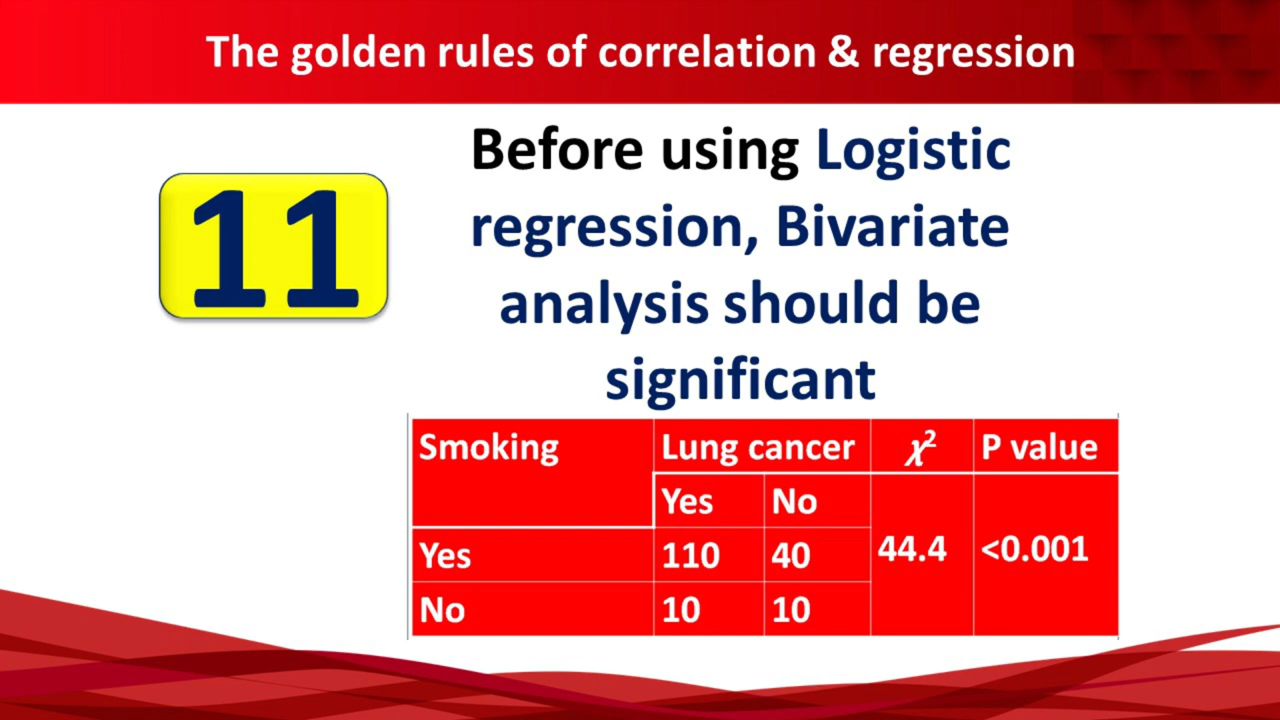 The golden rules of correlation & regression
11
Before using Logistic
regression, Bivariate
analysis should be
significant
Smoking Lung cancer χ² P value
Yes No
Yes 110 40 44.4 <0.001
No 10 10